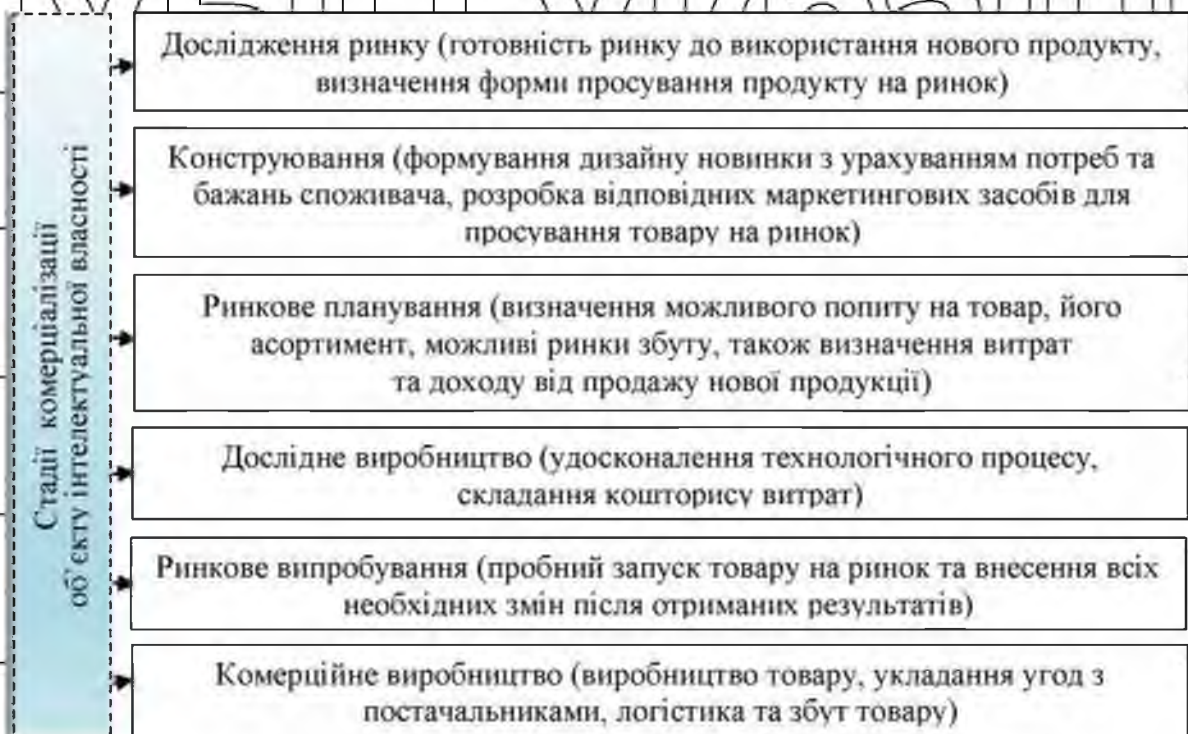 Стадії комерціалізації
об'єкту інтелектуальної власності
Дослідження ринку (готовність ринку до використання нового продукту,
визначення форми просування продукту на ринок)
Конструювання (формування дизайну новинки з урахуванням потреб та
бажань споживача, розробка відповідних маркетингових засобів для
просування товару на ринок)
Ринкове планування (визначення можливого попиту на товар, його
асортимент, можливі ринки збуту, також визначення витрат
та доходу від продажу нової продукції)
Дослідне виробництво (удосконалення технологічного процесу,
складання кошторису витрат)
Ринкове випробування (пробний запуск товару на ринок та внесення всіх
необхідних змін після отриманих результатів)
Комерційне виробництво (виробництво товару, укладання угод з
постачальниками, логістика та збут товару)